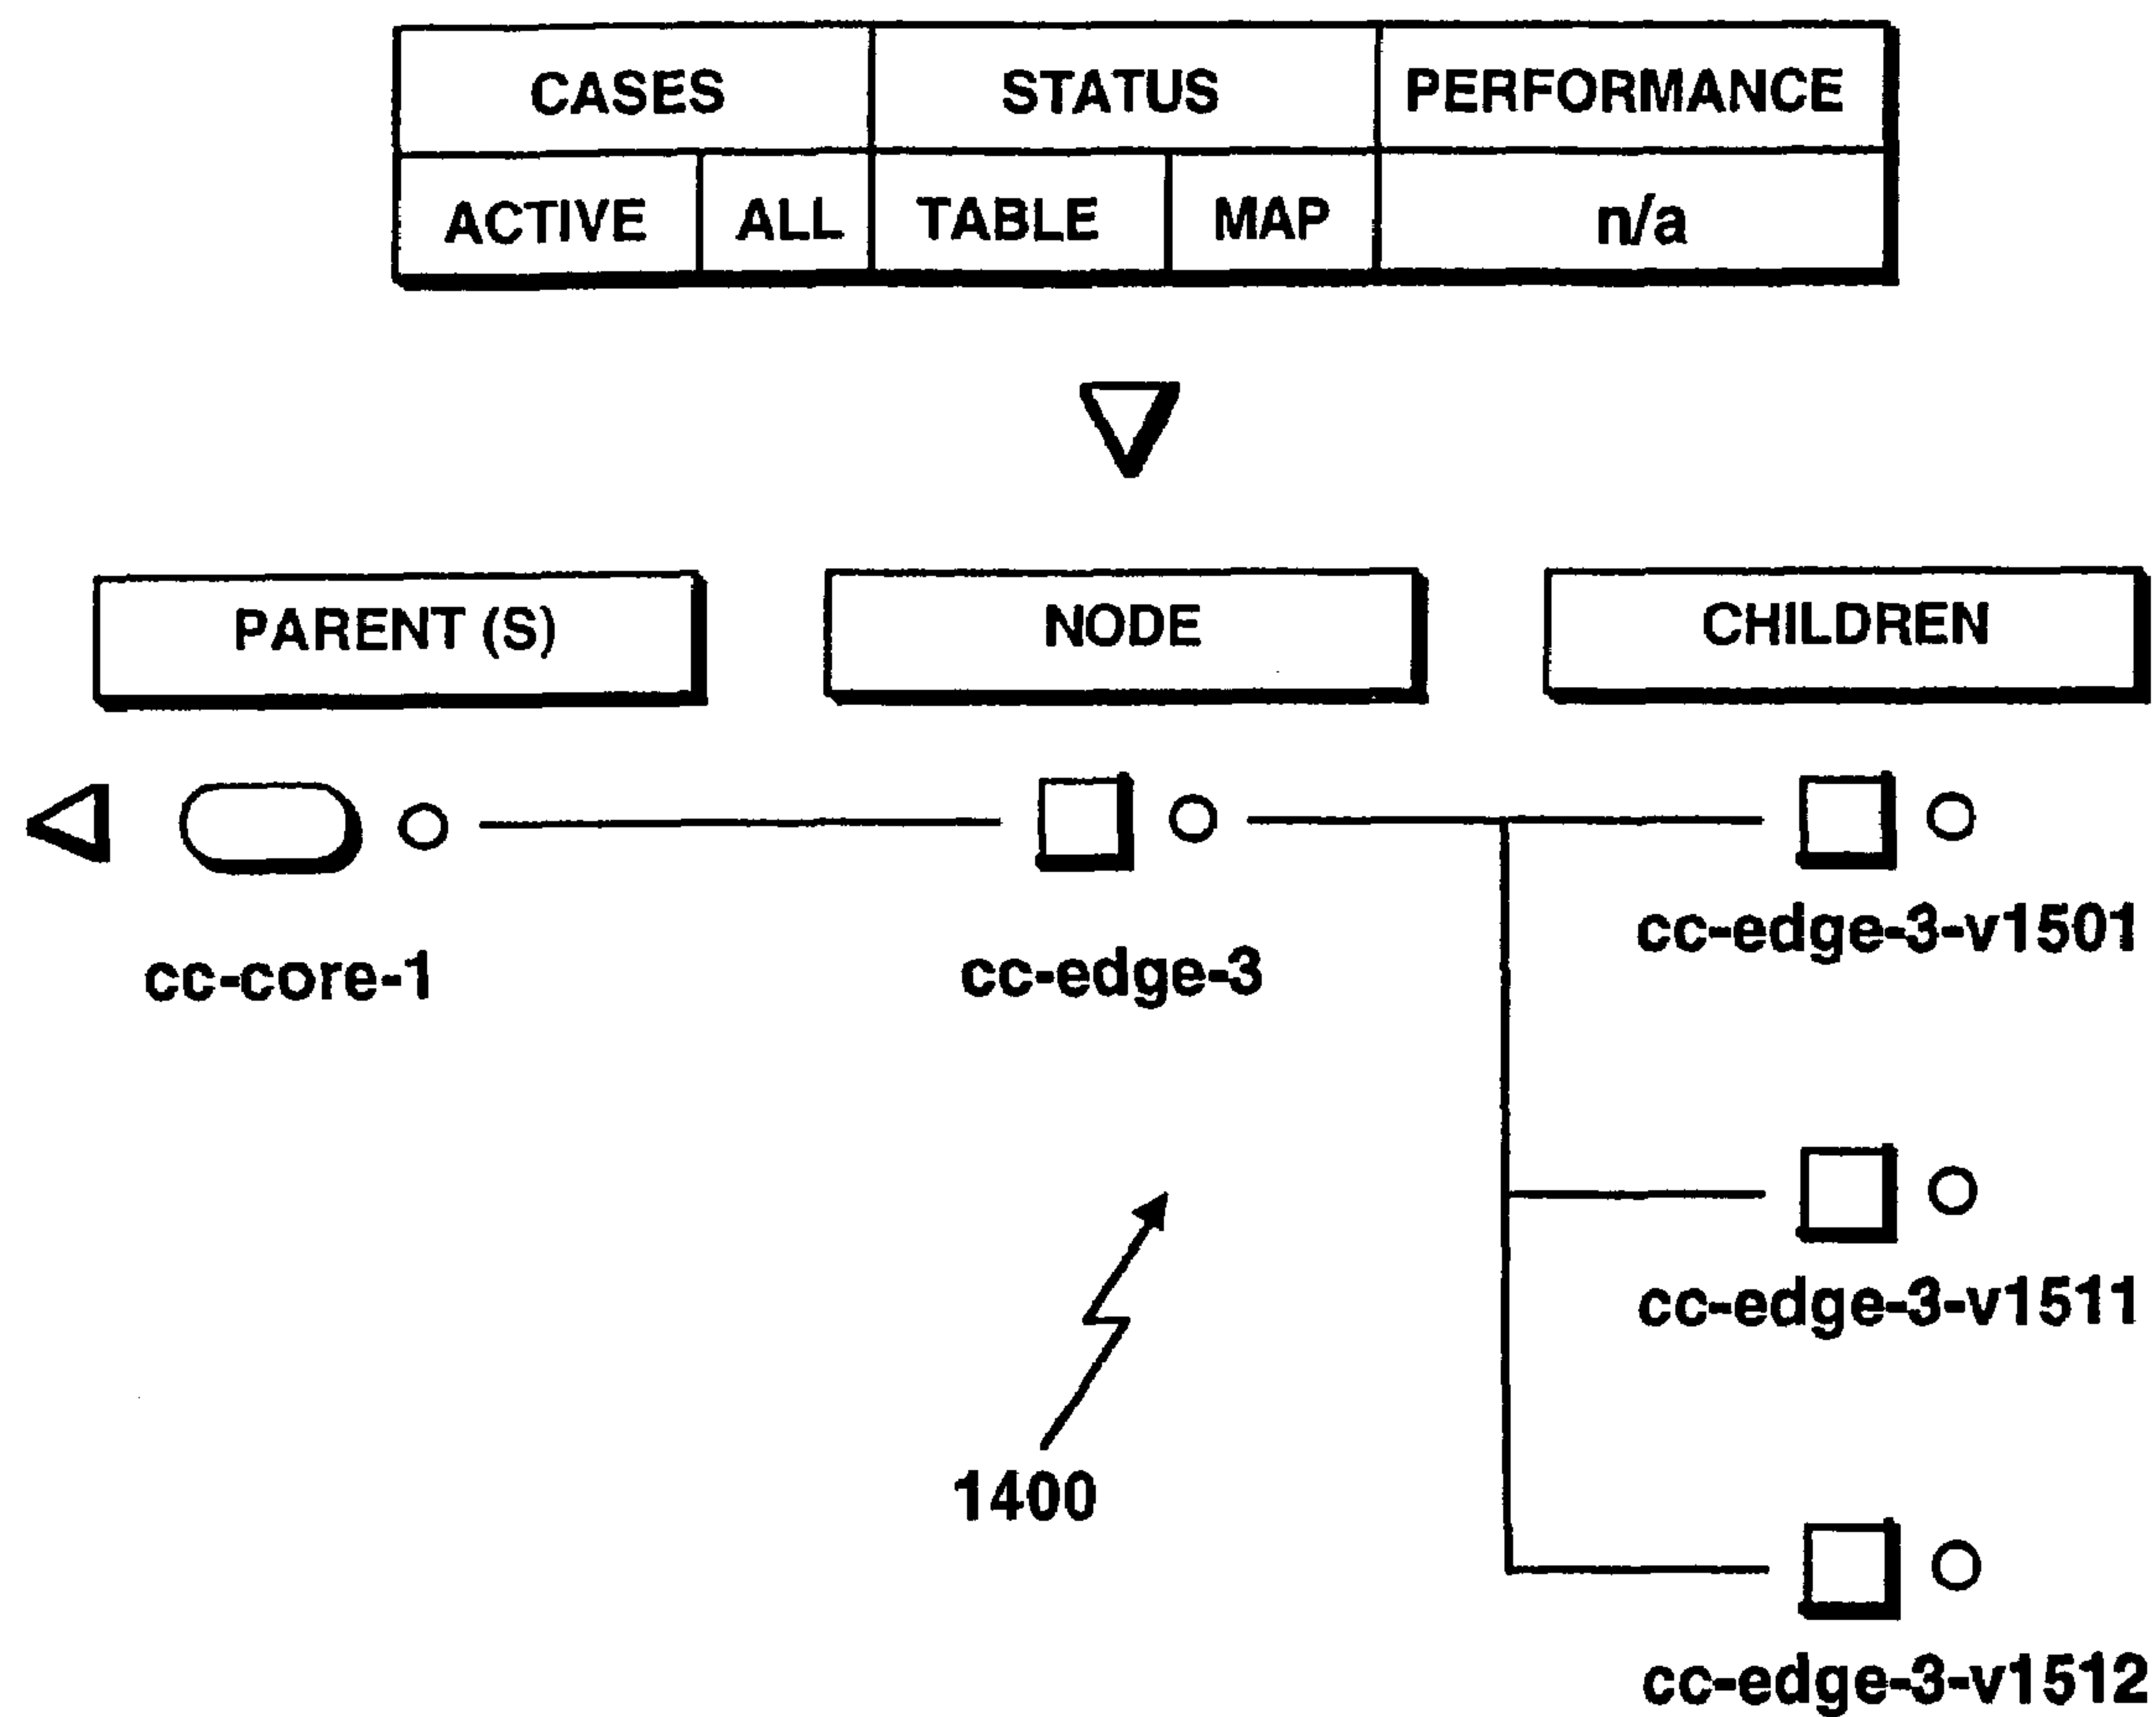 CASES STATUS PERFORMANCE
ACTIVE ALL TABLE MAP n/a
PARENT (S) NODE CHILDREN
cc-core-1 cc-edge-3 cc-edge-3-v1501
cc-edge-3-v1511
1400
cc-edge-3-v1512